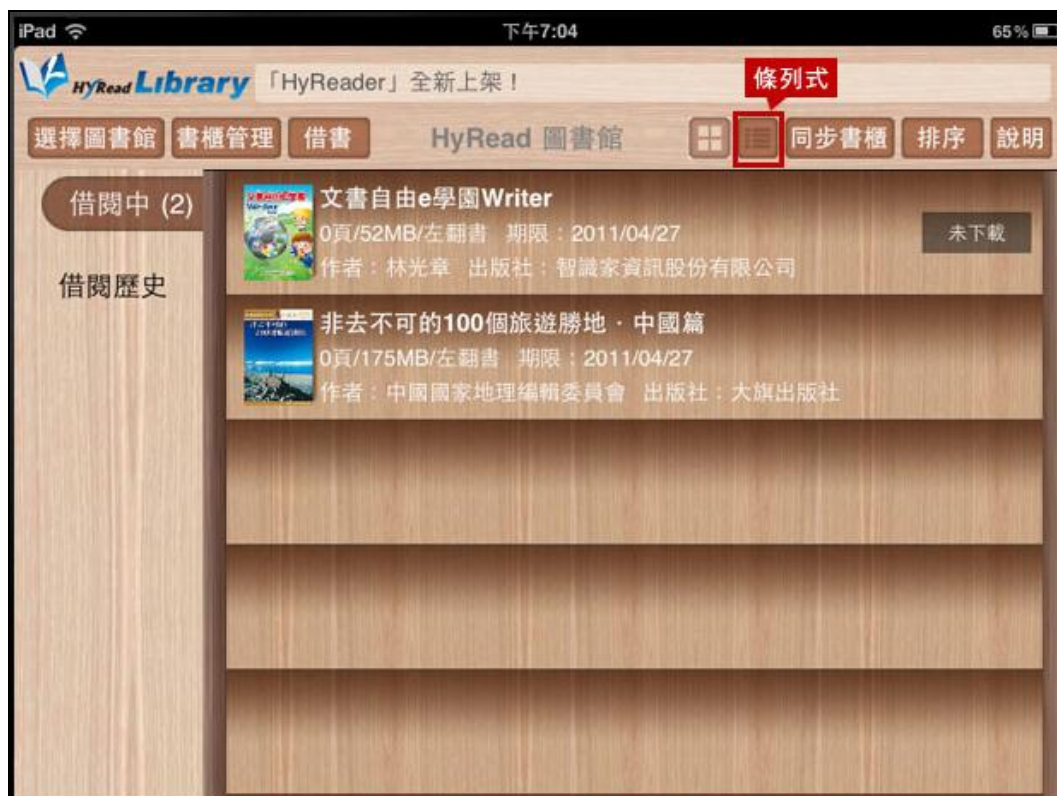 iPad 下午7:04 65%
HyRead Library 「HyReader」全新上架！
條列式
選擇圖書館 書櫃管理 借書 HyRead 圖書館 同步書櫃 排序 說明
借閱中 (2)
借閱歷史
文書自由e學園Writer
0頁/52MB/左翻書 期限：2011/04/27
未下載
作者：林光章 出版社：智識家資訊股份有限公司
非去不可的100個旅遊勝地．中國篇
0頁/175MB/左翻書 期限：2011/04/27
作者：中國國家地理編輯委員會 出版社：大旗出版社